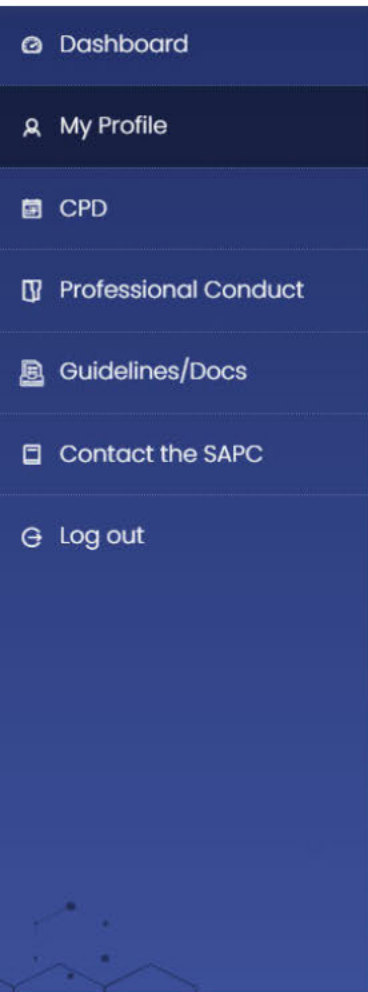 Dashboard
My Profile
CPD
Professional Conduct
Guidelines/Docs
Contact the SAPC
Log out